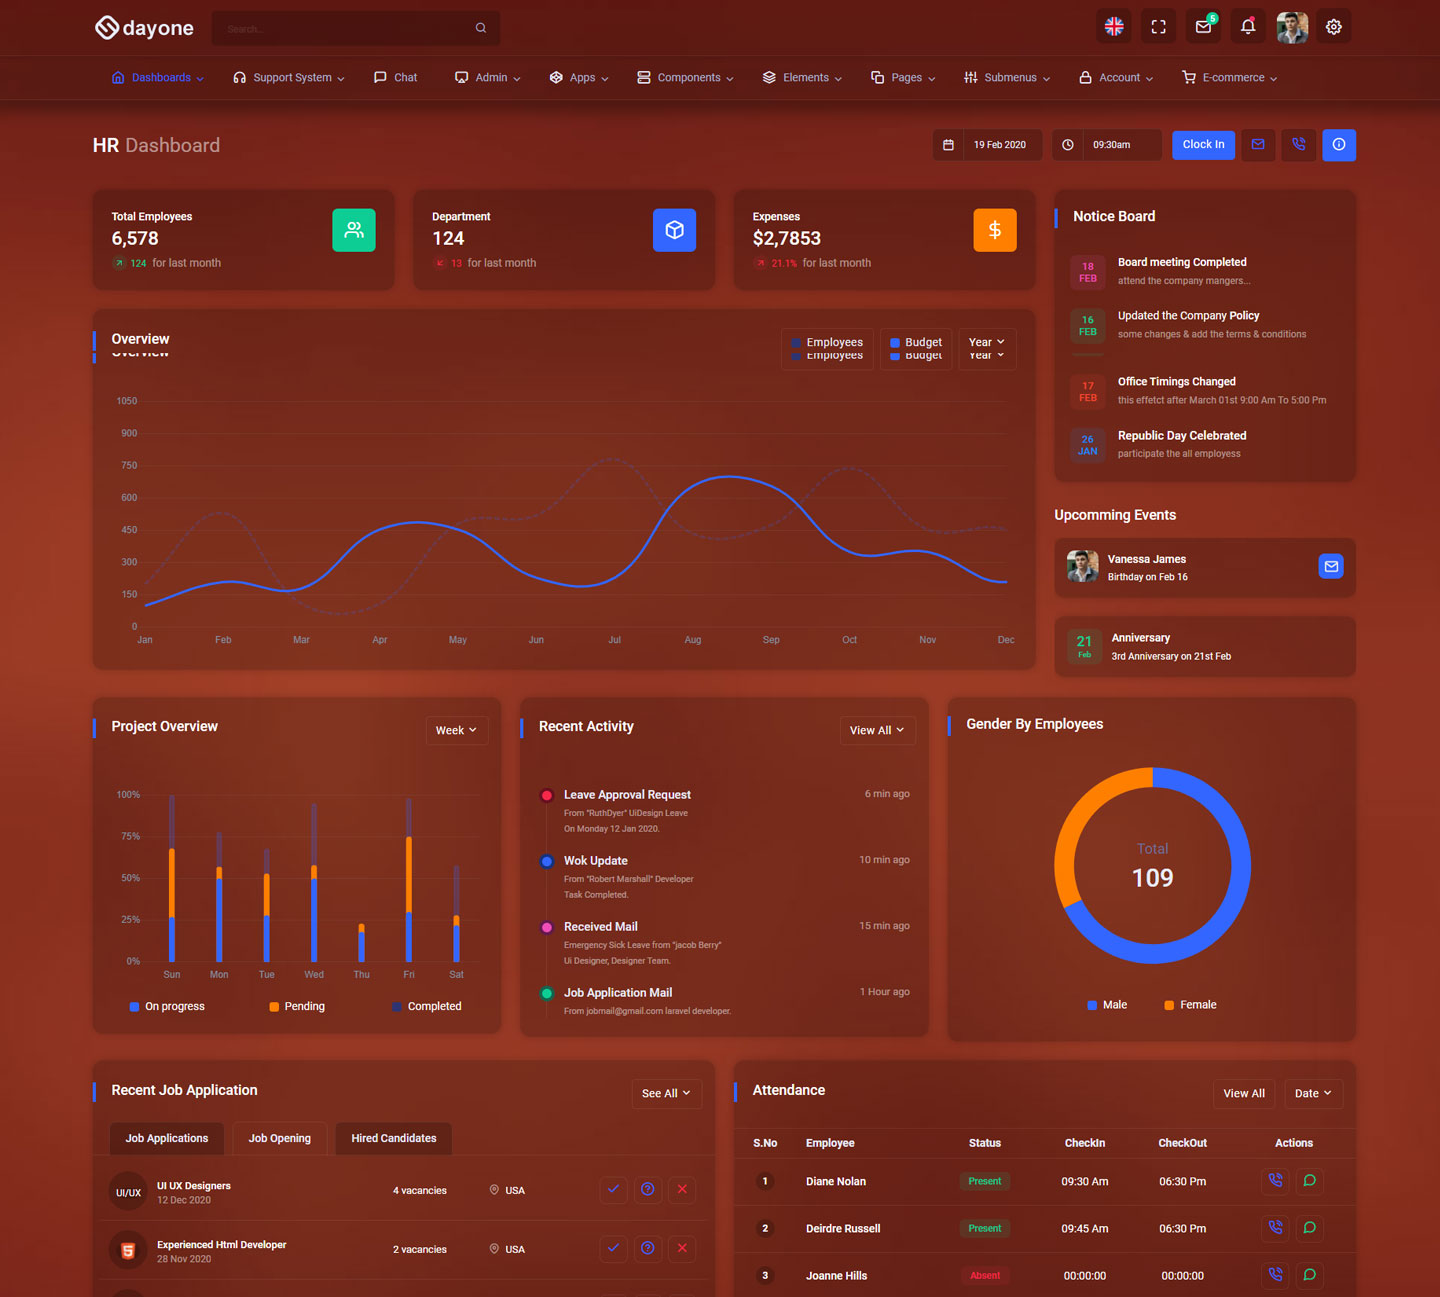 dayone
Search...
5
Dashboards
Support System
Chat
Admin
Apps
Components
Elements
Pages
Submenus
Account
E-commerce
HR Dashboard
19 Feb 2020
09:30am
Clock In
Total Employees
6,578
124 for last month
Department
124
13 for last month
Expenses
$2,7853
21.1% for last month
Notice Board
18 FEB
Board meeting Completed
attend the company mangers...
16 FEB
Updated the Company Policy
some changes & add the terms & conditions
17 FEB
Office Timings Changed
this effetct after March 01st 9:00 Am To 5:00 Pm
26 JAN
Republic Day Celebrated
participate the all employess
Overview
Overview
Employees
Employees
Budget
Budget
Year
Year
1050
900
750
600
450
300
150
0
Jan Feb Mar Apr May Jun Jul Aug Sep Oct Nov Dec
Upcomming Events
Vanessa James
Birthday on Feb 16
21 Feb
Anniversary
3rd Anniversary on 21st Feb
Project Overview
Week
100%
75%
50%
25%
0%
Sun Mon Tue Wed Thu Fri Sat
On progress
Pending
Completed
Recent Activity
View All
Leave Approval Request
6 min ago
From "RuthDyer" UiDesign Leave
On Monday 12 Jan 2020.
Wok Update
10 min ago
From "Robert Marshall" Developer
Task Completed.
Received Mail
15 min ago
Emergency Sick Leave from "jacob Berry"
Ui Designer, Designer Team.
Job Application Mail
1 Hour ago
From jobmail@gmail.com laravel developer.
Gender By Employees
Total
109
Male
Female
Recent Job Application
See All
Job Applications
Job Opening
Hired Candidates
UI/UX
UI UX Designers
12 Dec 2020
4 vacancies
USA
5
Experienced Html Developer
28 Nov 2020
2 vacancies
USA
Attendance
View All
Date
S.No Employee Status CheckIn CheckOut Actions
1 Diane Nolan Present 09:30 Am 06:30 Pm
2 Deirdre Russell Present 09:45 Am 06:30 Pm
3 Joanne Hills Absent 00:00:00 00:00:00